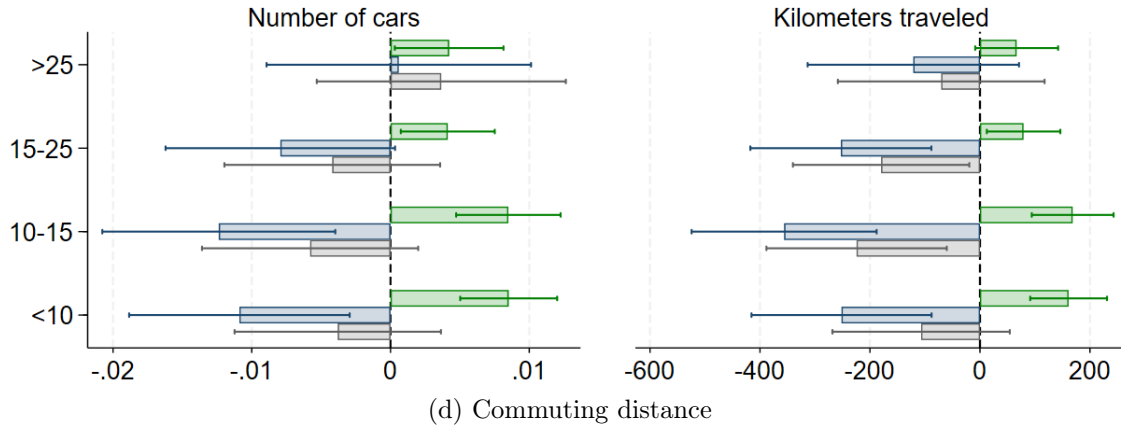 Number of cars
Kilometers traveled
>25
15-25
10-15
<10
-.02 -.01 0 .01
-600 -400 -200 0 200
(d) Commuting distance